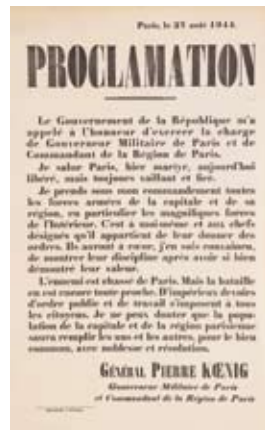 Paris, le 27 août 1944.
PROCLAMATION
Le Gouvernement de la République m'a
appelé à l'honneur d'exercer la charge
de Gouverneur Militaire de Paris et de
Commandant de la Région de Paris.
Je salue Paris, hier martyr, aujourd'hui
libéré, mais toujours vaillant et fier.
Je prends sous mon commandement toutes
les forces armées de la capitale et de sa
région, en particulier les magnifiques forces
de l'Intérieur. C'est à moi-même et aux chefs
désignés qu'il appartient de leur donner des
ordres. Ils auront à cœur, j'en suis convaincu,
de montrer leur discipline après avoir si bien
démontré leur valeur.
L'ennemi est chassé de Paris. Mais la bataille
en est encore toute proche. D'impérieux devoirs
d'ordre public et de travail s'imposent à tous
les citoyens. Je ne peux douter que la popu-
lation de la capitale et de la région parisienne
saura remplir les uns et les autres, pour le bien
commun, avec noblesse et résolution.
GÉNÉRAL PIERRE KŒNIG
Gouverneur Militaire de Paris
et Commandant de la Région de Paris